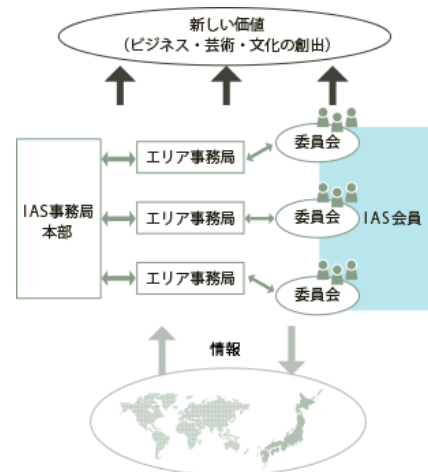 新しい価値
（ビジネス・芸術・文化の創出）
委員会
エリア事務局
IAS事務局
本部
エリア事務局
委員会
IAS会員
エリア事務局
委員会
情報